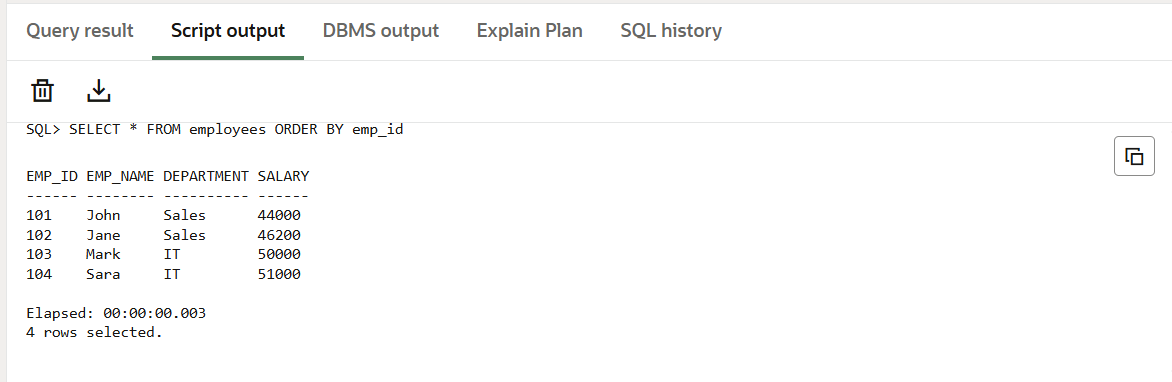 Query result Script output DBMS output Explain Plan SQL history
SQL> SELECT * FROM employees ORDER BY emp_id
EMP_ID EMP_NAME DEPARTMENT SALARY
------ -------- ---------- ------
101    John     Sales      44000
102    Jane     Sales      46200
103    Mark     IT         50000
104    Sara     IT         51000
Elapsed: 00:00:00.003
4 rows selected.